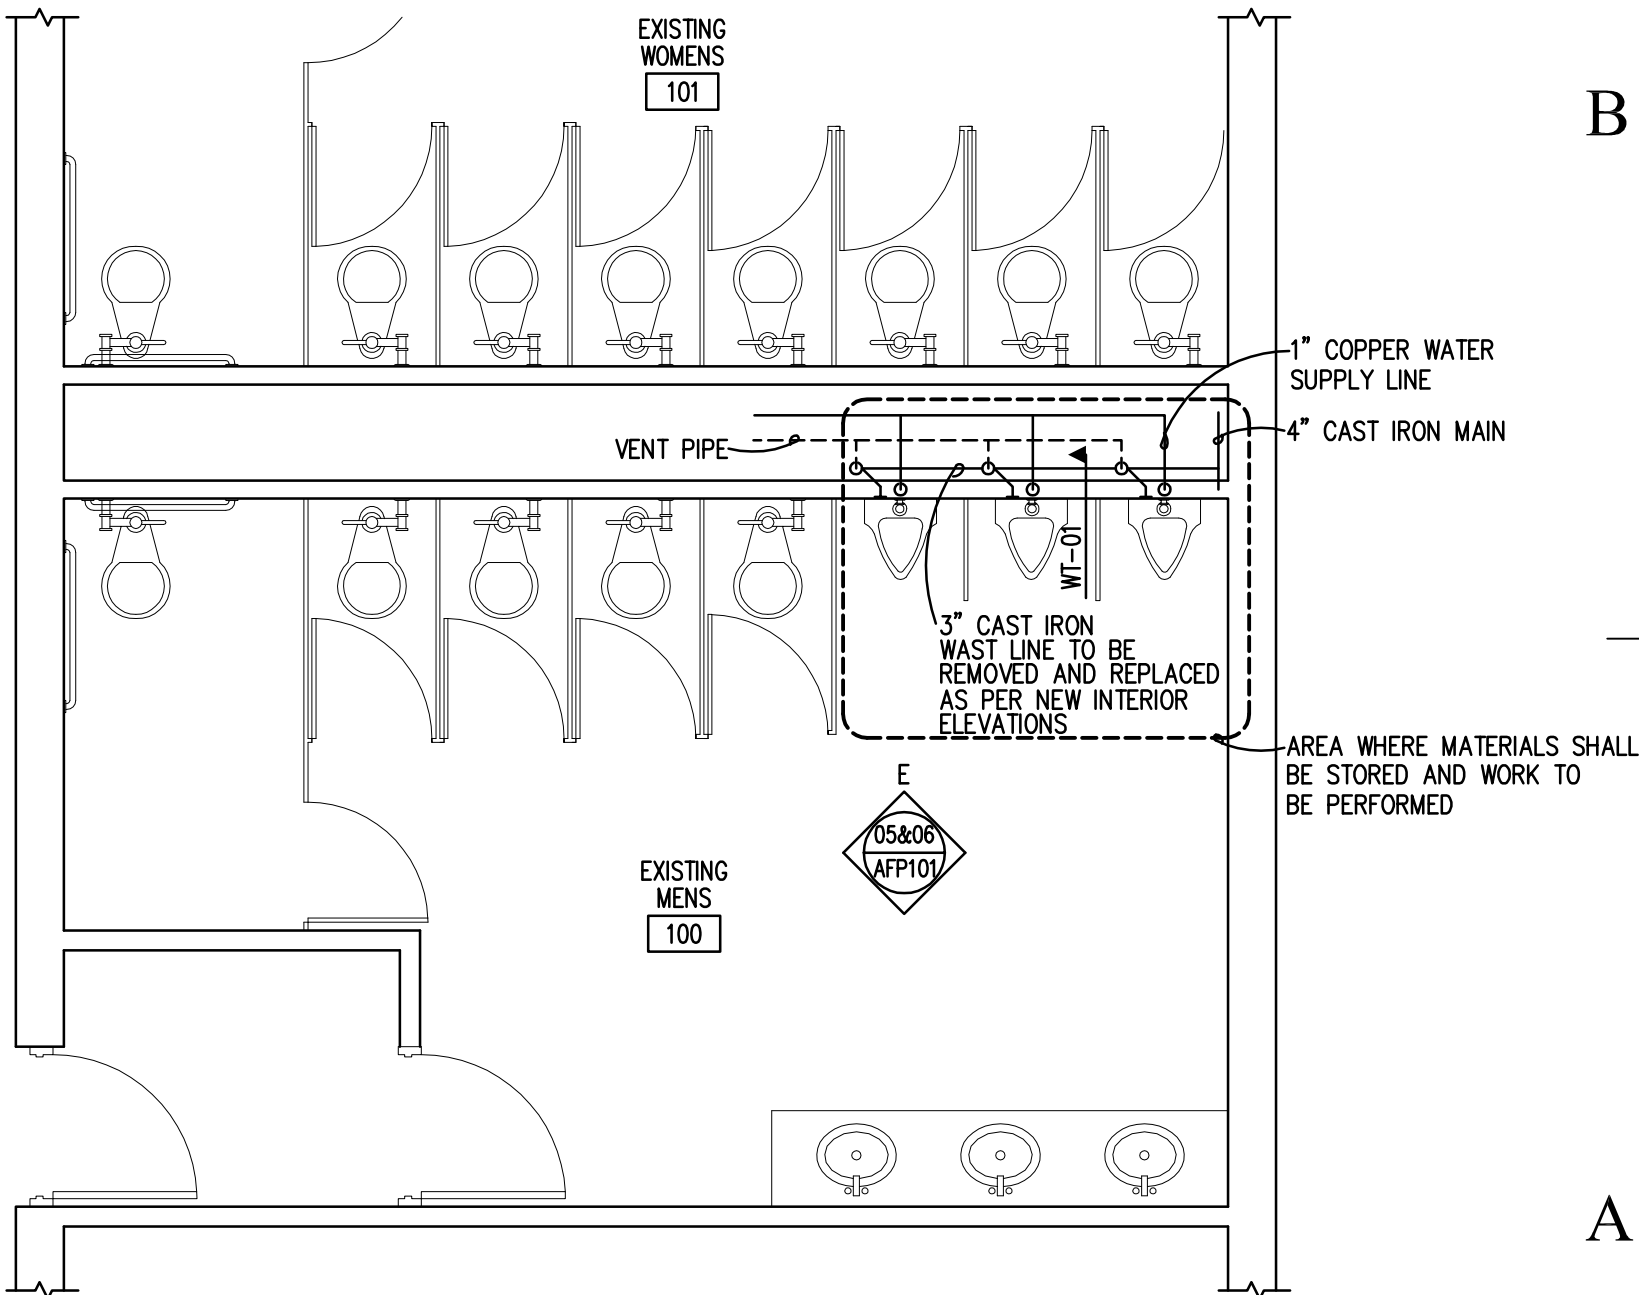 EXISTING
WOMENS
101
B
1" COPPER WATER
SUPPLY LINE
4" CAST IRON MAIN
VENT PIPE
WT-01
3" CAST IRON
WAST LINE TO BE
REMOVED AND REPLACED
AS PER NEW INTERIOR
ELEVATIONS
AREA WHERE MATERIALS SHALL
BE STORED AND WORK TO
BE PERFORMED
E
05&06
AFP101
EXISTING
MENS
100
A